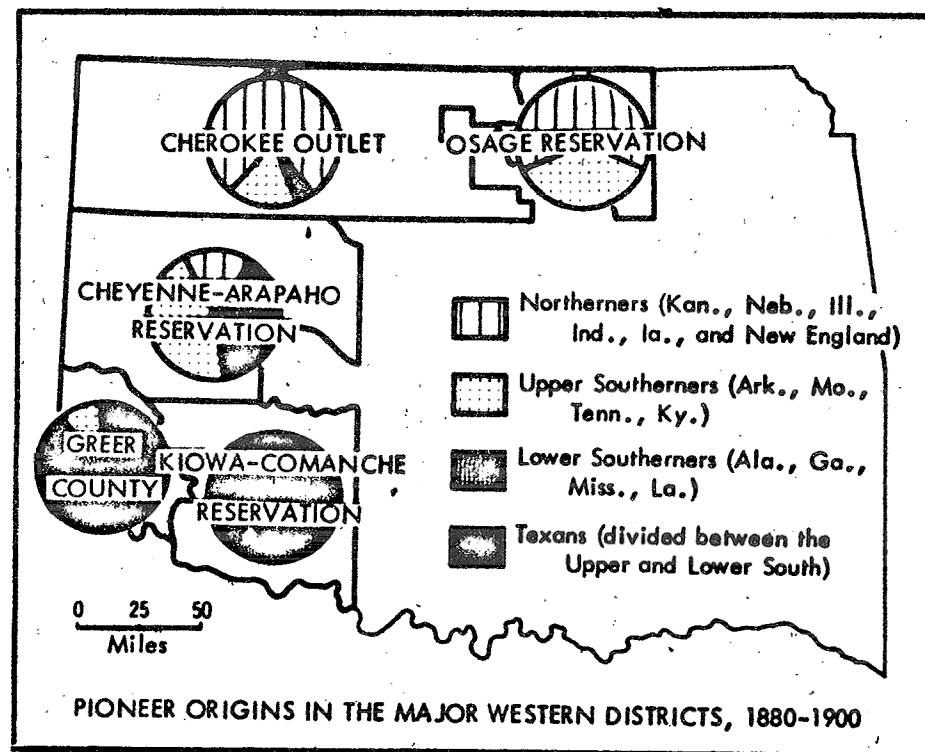 CHEROKEE OUTLET
OSAGE RESERVATION
CHEYENNE-ARAPAHO
RESERVATION
GREER
COUNTY
KIOWA-COMANCHE
RESERVATION
Northerners (Kan., Neb., Ill.,
Ind., Ia., and New England)
Upper Southerners (Ark., Mo.,
Tenn., Ky.)
Lower Southerners (Ala., Ga.,
Miss., La.)
Texans (divided between the
Upper and Lower South)
0 25 50
Miles
PIONEER ORIGINS IN THE MAJOR WESTERN DISTRICTS, 1880-1900